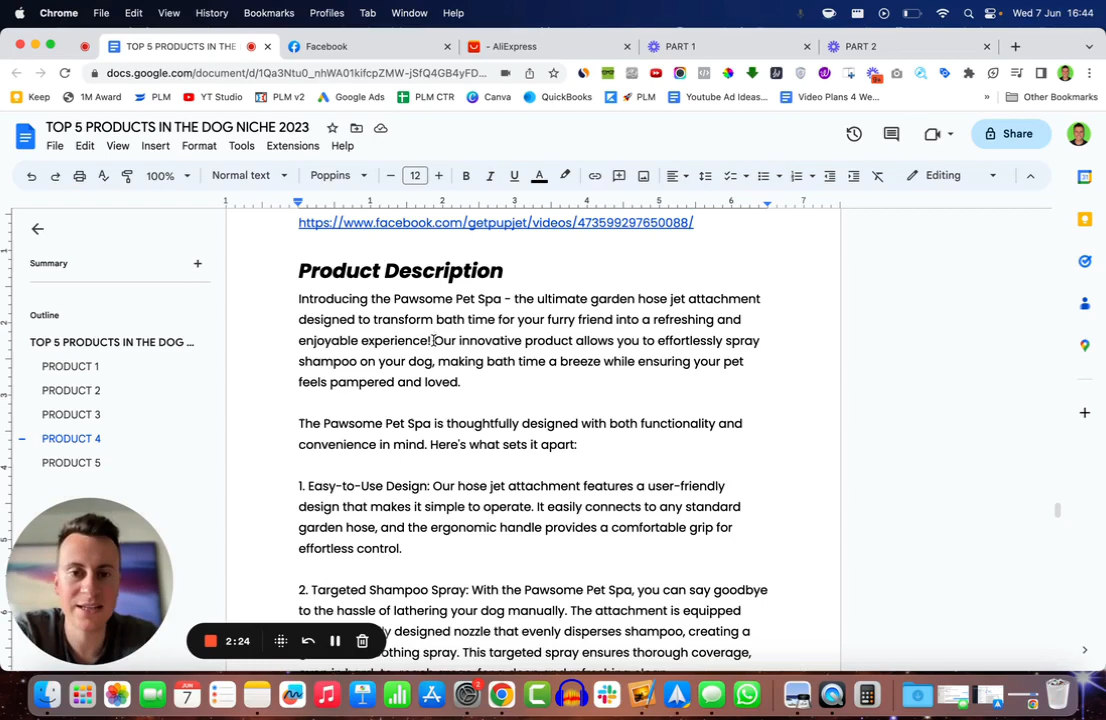 Chrome File Edit View History Bookmarks Profiles Tab Window Help Wed 7 Jun 16:44
TOP 5 PRODUCTS IN THE Facebook - AliExpress PART 1 PART 2
docs.google.com/document/d/1Qa3Ntu0_nhWA01kifcpZMW-jSfQ4GB4yFD...
Keep 1M Award PLM YT Studio PLM v2 Google Ads PLM CTR Canva QuickBooks PLM Youtube Ad Ideas... Video Plans 4 We... » Other Bookmarks
TOP 5 PRODUCTS IN THE DOG NICHE 2023
File Edit View Insert Format Tools Extensions Help
Share
100% Normal text Poppins 12 Editing
1 1 2 3 4 5 6 7
https://www.facebook.com/getpupjet/videos/473599297650088/
Summary
Outline
TOP 5 PRODUCTS IN THE DOG ...
PRODUCT 1
PRODUCT 2
PRODUCT 3
PRODUCT 4
PRODUCT 5
Product Description
Introducing the Pawsome Pet Spa - the ultimate garden hose jet attachment
designed to transform bath time for your furry friend into a refreshing and
enjoyable experience! Our innovative product allows you to effortlessly spray
shampoo on your dog, making bath time a breeze while ensuring your pet
feels pampered and loved.
The Pawsome Pet Spa is thoughtfully designed with both functionality and
convenience in mind. Here's what sets it apart:
1. Easy-to-Use Design: Our hose jet attachment features a user-friendly
design that makes it simple to operate. It easily connects to any standard
garden hose, and the ergonomic handle provides a comfortable grip for
effortless control.
2. Targeted Shampoo Spray: With the Pawsome Pet Spa, you can say goodbye
to the hassle of lathering your dog manually. The attachment is equipped
designed nozzle that evenly disperses shampoo, creating a
spray. This targeted spray ensures thorough coverage,
2:24